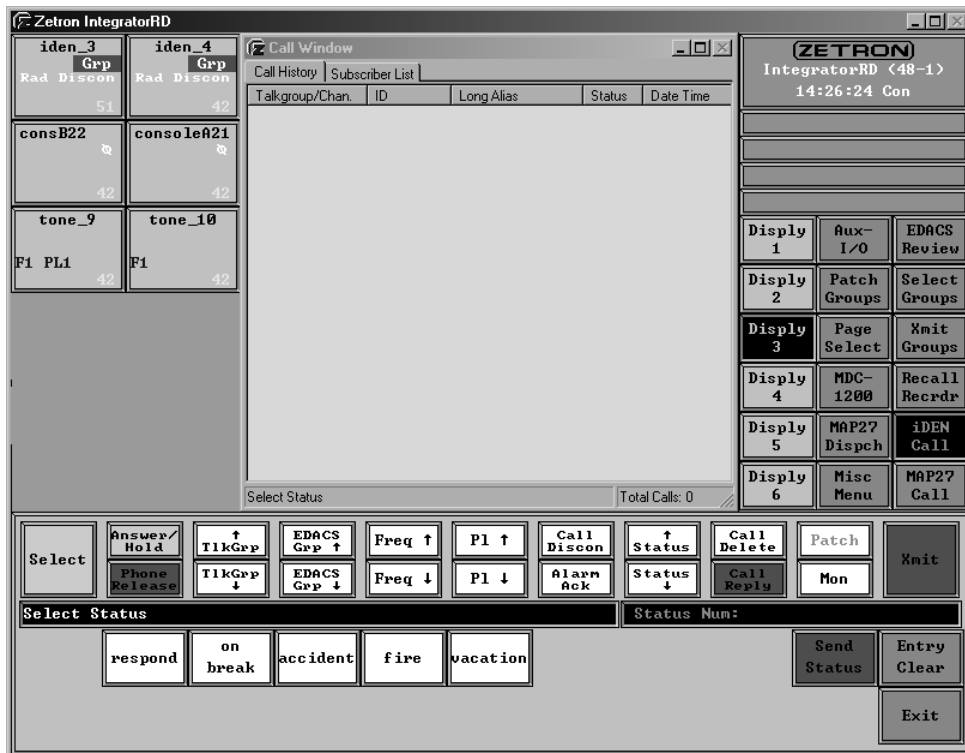 Zetron IntegratorRD
iden_3
Grp
Rad Discon
51
iden_4
Grp
Rad Discon
42
consB22
42
consoleA21
42
tone_9
F1 PL1
42
tone_10
F1
42
Call Window
Call History
Subscriber List
Talkgroup/Chan.
ID
Long Alias
Status
Date Time
Select Status
Total Calls: 0
ZETRON
IntegratorRD (48-1)
14:26:24 Con
Disply
1
Aux-
I/O
EDACS
Review
Disply
2
Patch
Groups
Select
Groups
Disply
3
Page
Select
Xmit
Groups
Disply
4
MDC-
1200
Recall
Recrdr
Disply
5
MAP27
Dispch
iDEN
Call
Disply
6
Misc
Menu
MAP27
Call
Select
Answer/
Hold
↑
TlkGrp
EDACS
Grp ↑
Freq ↑
Pl ↑
Call
Discon
↑
Status
Call
Delete
Patch
Xmit
Phone
Release
TlkGrp
↓
EDACS
Grp ↓
Freq ↓
Pl ↓
Alarm
Ack
Status
↓
Call
Reply
Mon
Select Status
Status Num:
respond
on
break
accident
fire
vacation
Send
Status
Entry
Clear
Exit